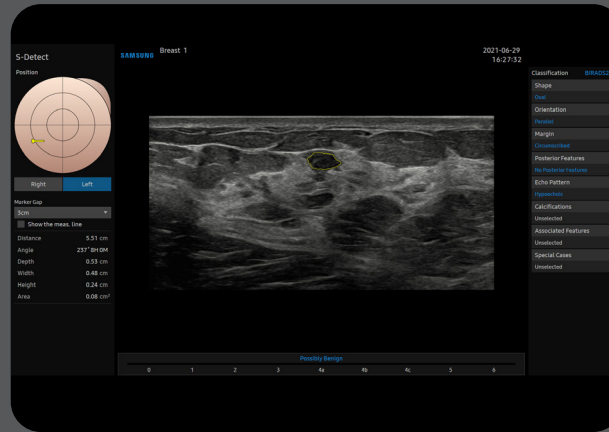 S-Detect
Position
Right Left
Marker Gap
3cm
Show the meas. line
Distance 5.51 cm
Angle 237˚8H 0M
Depth 0.53 cm
Width 0.48 cm
Height 0.24 cm
Area 0.08 cm²
SAMSUNG
Breast 1
2021-06-29
16:27:32
Possibly Benign
0 1 2 3 4a 4b 4c 5 6
Classification
Shape
Oval
Orientation
Parallel
Margin
Circumscribed
Posterior Features
No Posterior Features
Echo Pattern
Hypoechoic
Calcifications
Unselected
Associated Features
Unselected
Special Cases
Unselected